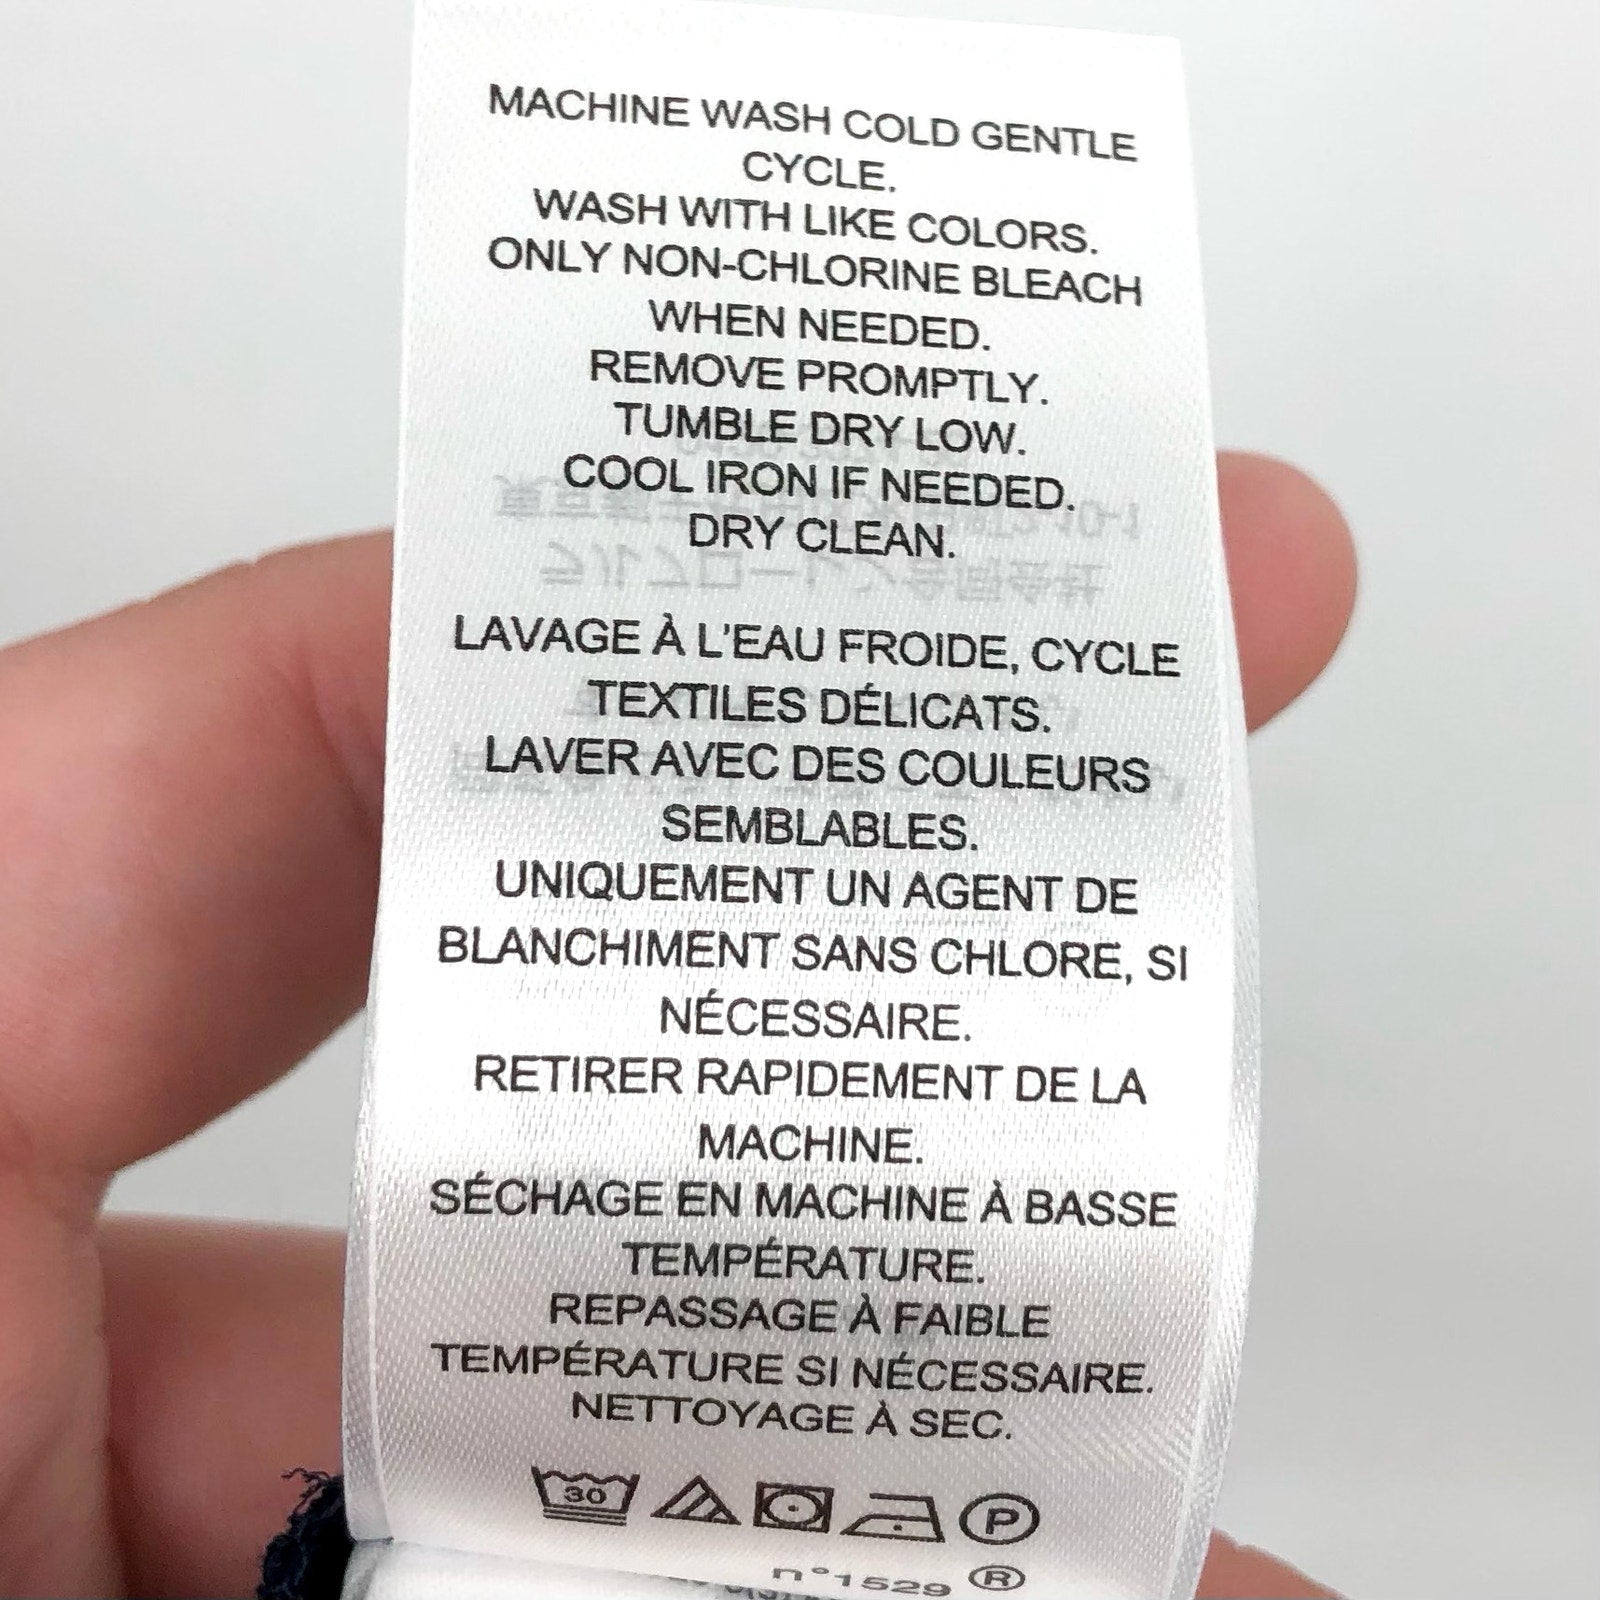 MACHINE WASH COLD GENTLE
CYCLE.
WASH WITH LIKE COLORS.
ONLY NON-CHLORINE BLEACH
WHEN NEEDED.
REMOVE PROMPTLY.
TUMBLE DRY LOW.
COOL IRON IF NEEDED.
DRY CLEAN.
LAVAGE À L'EAU FROIDE, CYCLE
TEXTILES DÉLICATS.
LAVER AVEC DES COULEURS
SEMBLABLES.
UNIQUEMENT UN AGENT DE
BLANCHIMENT SANS CHLORE, SI
NÉCESSAIRE.
RETIRER RAPIDEMENT DE LA
MACHINE.
SÉCHAGE EN MACHINE À BASSE
TEMPÉRATURE.
REPASSAGE À FAIBLE
TEMPÉRATURE SI NÉCESSAIRE.
NETTOYAGE À SEC.
30 P
n°1529 ®